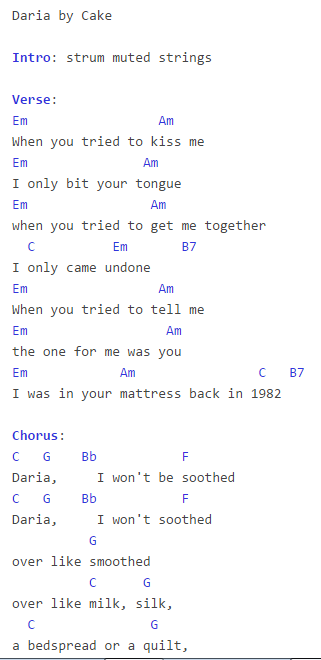 Daria by Cake
Intro: strum muted strings
Verse:
Em Am
When you tried to kiss me
Em Am
I only bit your tongue
Em Am
when you tried to get me together
C Em B7
I only came undone
Em Am
When you tried to tell me
Em Am
the one for me was you
Em Am C B7
I was in your mattress back in 1982
Chorus:
C G Bb F
Daria, I won't be soothed
C G Bb F
Daria, I won't soothed
G
over like smoothed
C G
over like milk, silk,
C G
a bedspread or a quilt,